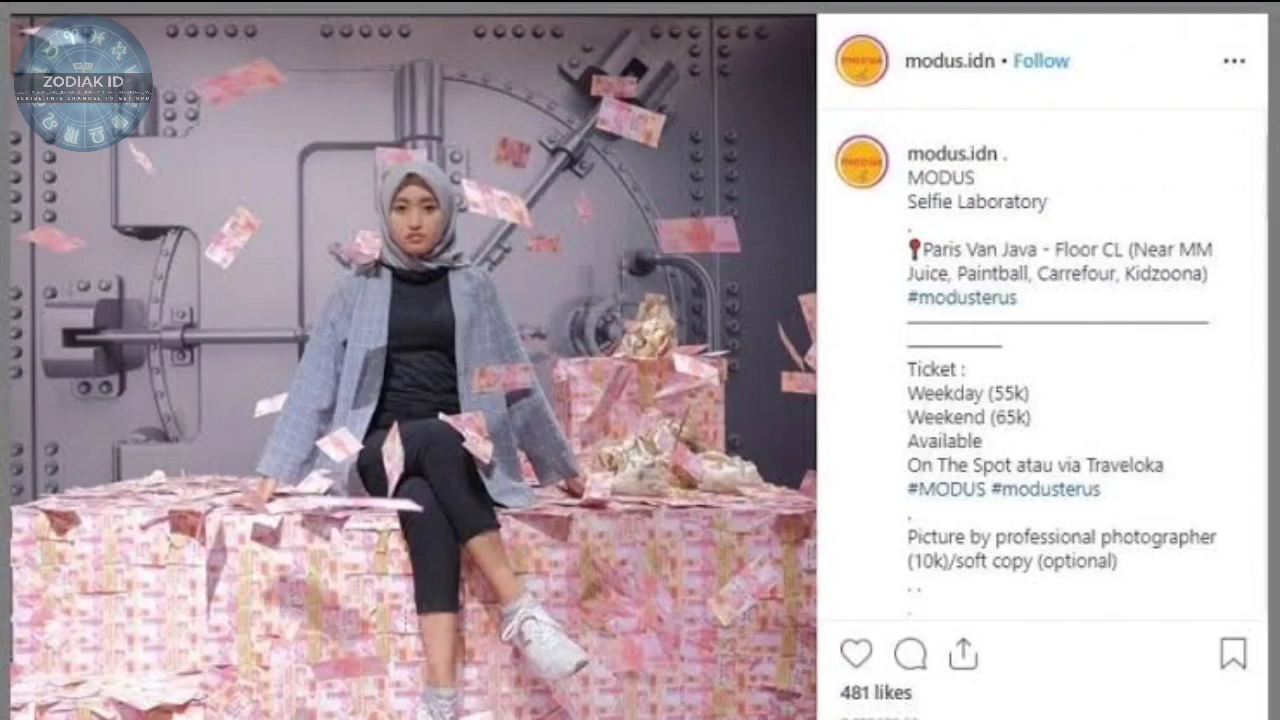 ZODIAK ID
modus.idn • Follow
modus.idn .
MODUS
Selfie Laboratory
.
📍Paris Van Java - Floor CL (Near MM
Juice, Paintball, Carrefour, Kidzoona)
#modusterus
Ticket :
Weekday (55k)
Weekend (65k)
Available
On The Spot atau via Traveloka
#MODUS #modusterus
.
Picture by professional photographer
(10k)/soft copy (optional)
. .
.
481 likes